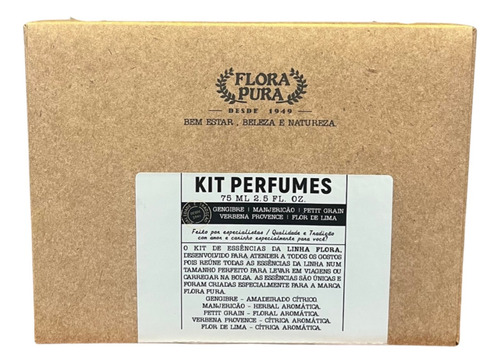 FLORA
PURA
— DESDE 1949 —
BEM ESTAR, BELEZA E NATUREZA.
KIT PERFUMES
75 ML 2.5 FL. OZ.
GENGIBRE | MANJERICÃO | PETIT GRAIN
VERBENA PROVENCE | FLOR DE LIMA
Feito por especialistas / Qualidade e Tradição
com amor e carinho especialmente para você!
O KIT DE ESSÊNCIAS DA LINHA FLORA,
DESENVOLVIDO PARA ATENDER A TODOS OS GOSTOS
POIS REÚNE TODAS AS ESSÊNCIAS DA LINHA NUM
TAMANHO PERFEITO PARA LEVAR EM VIAGENS OU
CARREGAR NA BOLSA. AS ESSÊNCIAS SÃO ÚNICAS E
FORAM CRIADAS ESPECIALMENTE PARA A MARCA
FLORA PURA.
GENGIBRE - AMADEIRADO CÍTRICO.
MANJERICÃO - HERBAL AROMÁTICA.
PETIT GRAIN - FLORAL AROMÁTICA.
VERBENA PROVENCE - CÍTRICA AROMÁTICA.
FLOR DE LIMA - CÍTRICA AROMÁTICA.